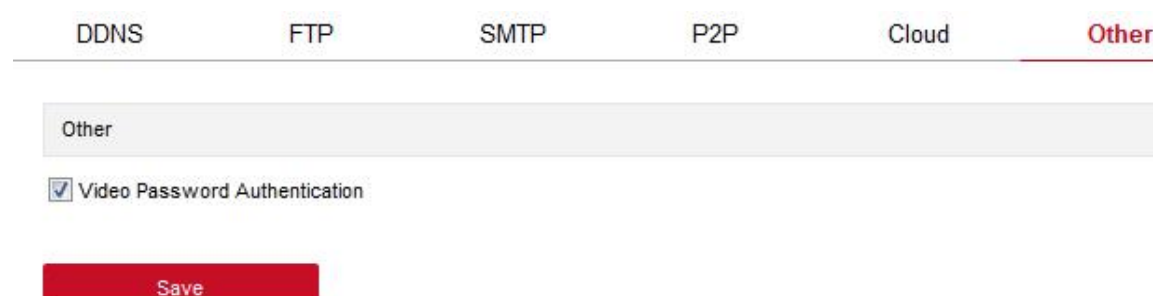 DDNS FTP SMTP P2P Cloud Other
Other
Video Password Authentication
Save